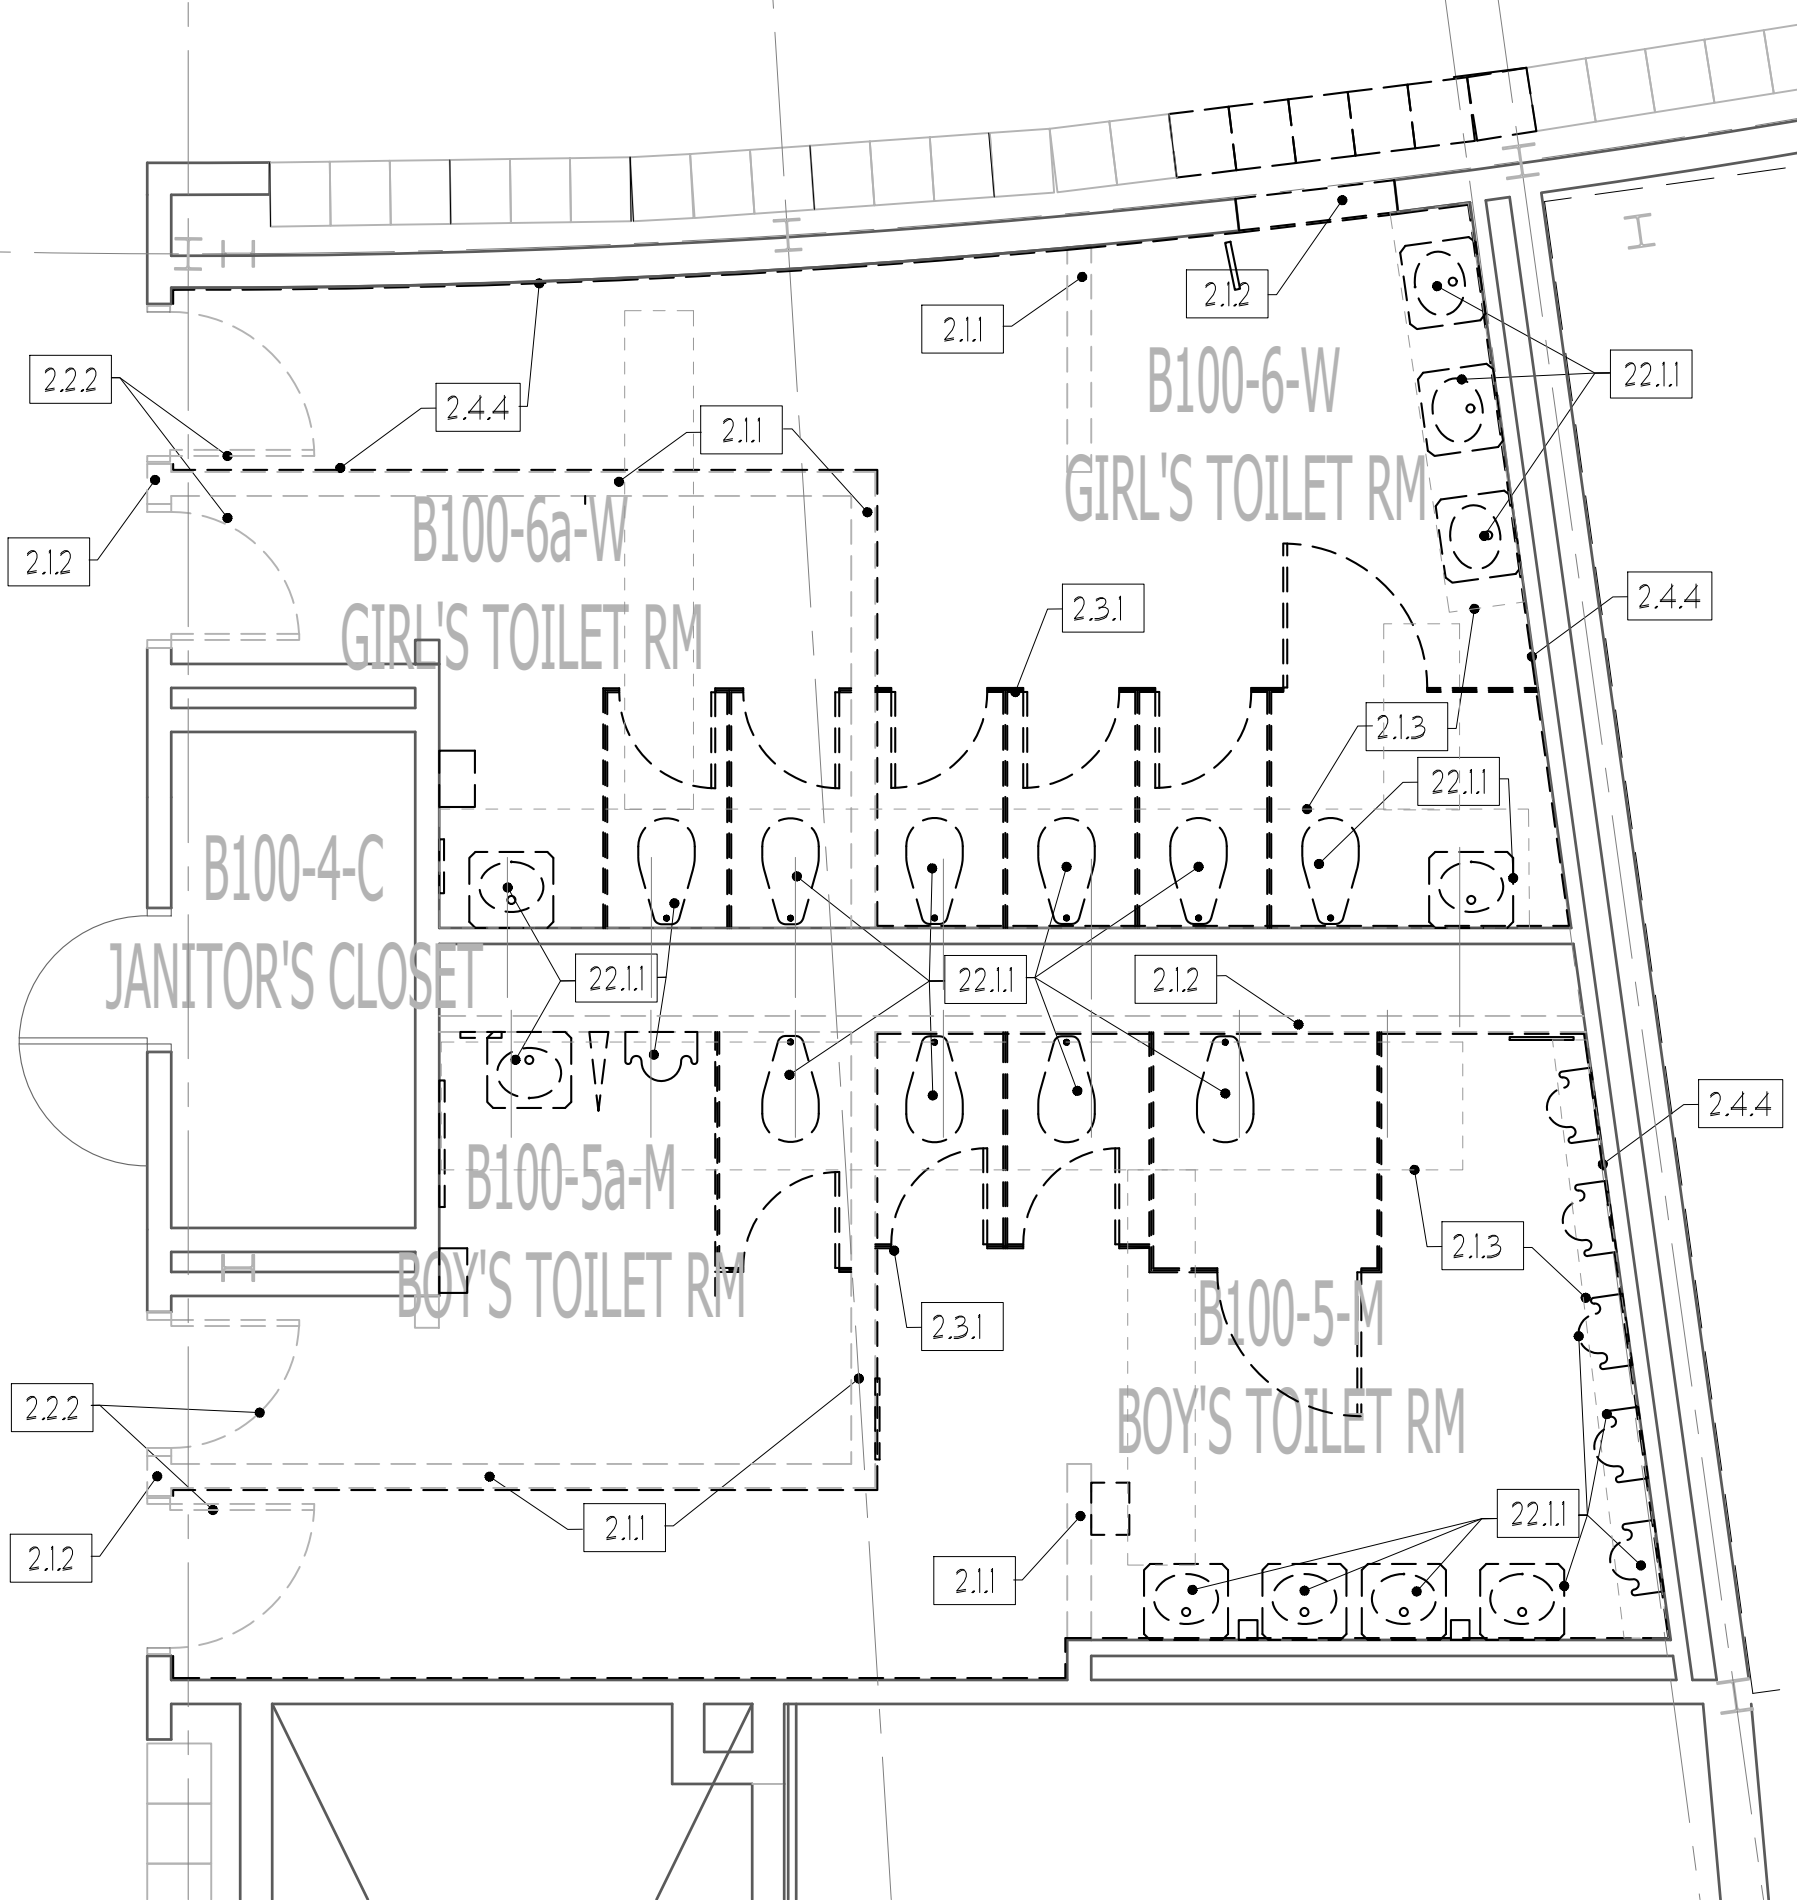 2.1.2
2.1.1
2.2.2
2.4.4
2.1.1
B100-6-W
GIRL'S TOILET RM
22.1.1
B100-6a-W
GIRL'S TOILET RM
2.1.2
2.3.1
2.4.4
2.1.3
22.1.1
B100-4-C
JANITOR'S CLOSET
22.1.1
22.1.1
2.1.2
2.4.4
B100-5a-M
BOY'S TOILET RM
2.1.3
2.3.1
B100-5-M
BOY'S TOILET RM
2.2.2
2.1.2
2.1.1
2.1.1
22.1.1